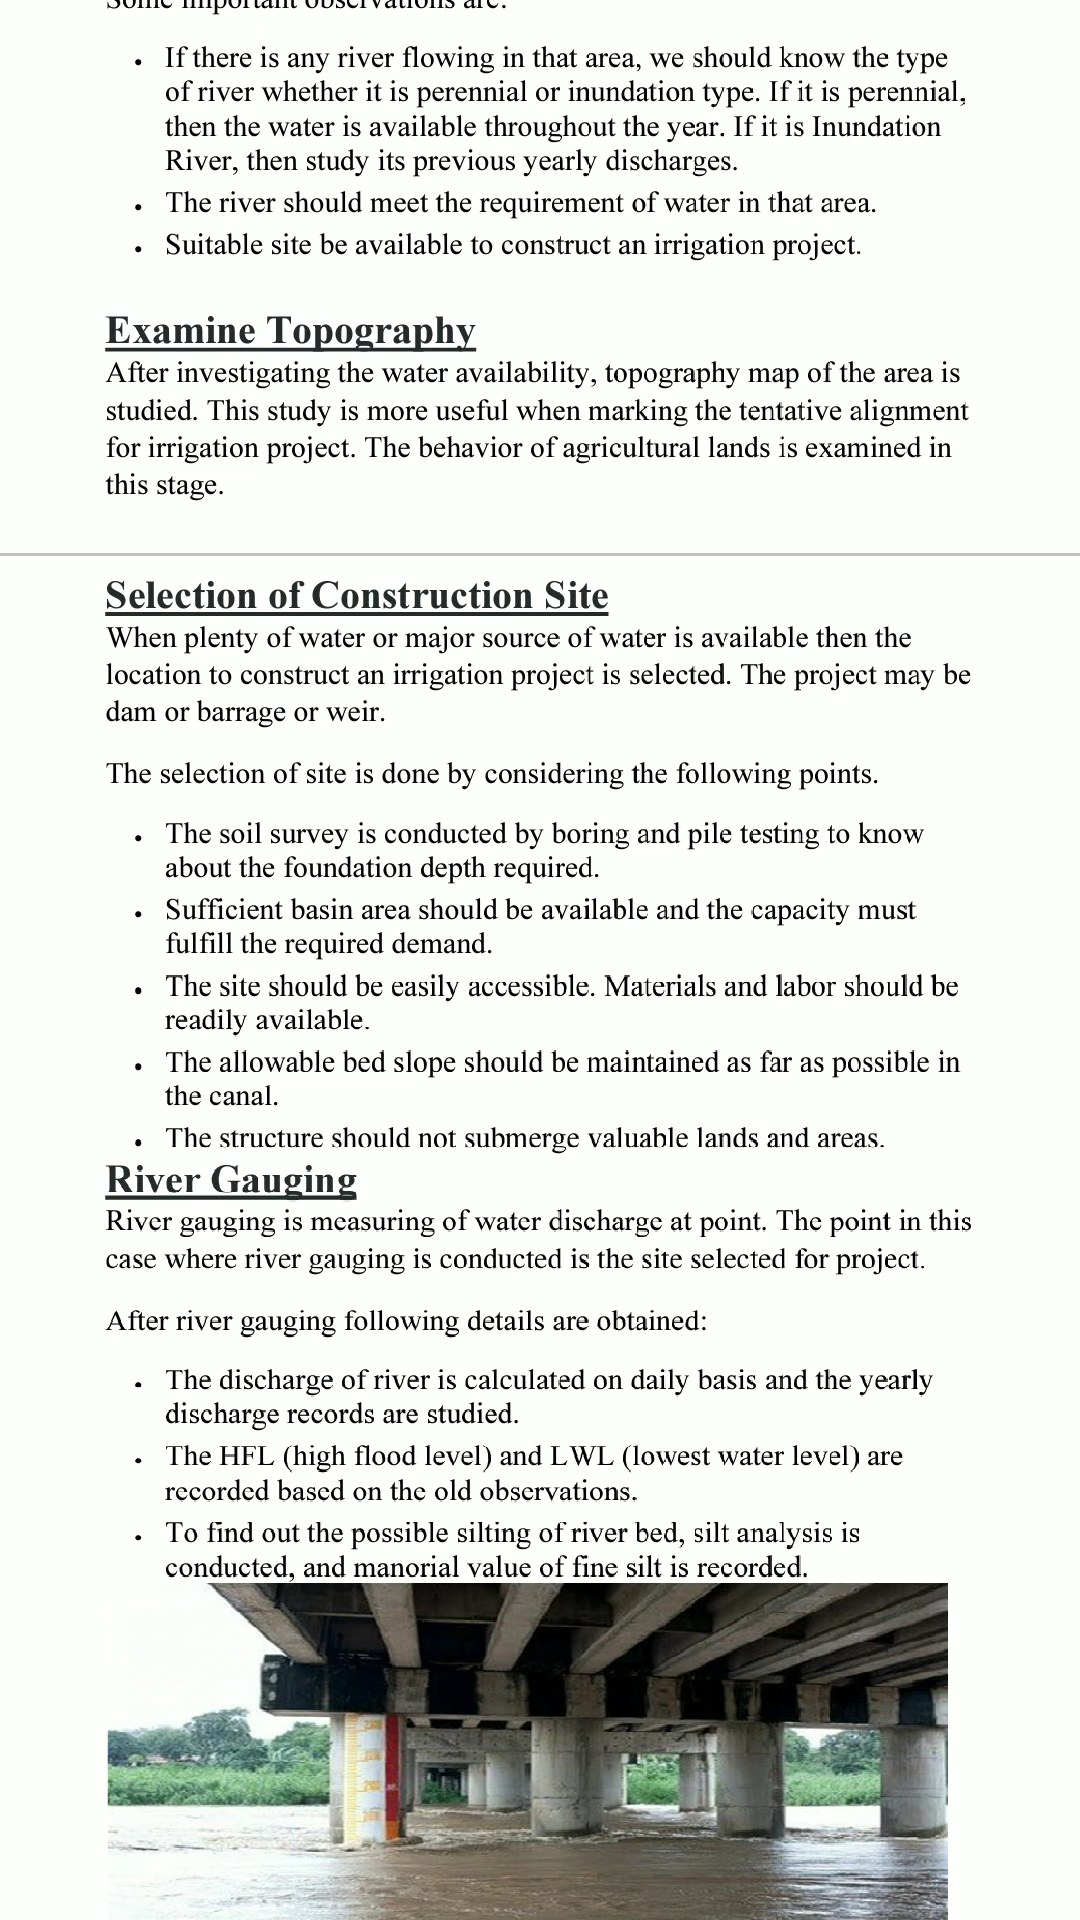 Some important observations are:
• If there is any river flowing in that area, we should know the type
of river whether it is perennial or inundation type. If it is perennial,
then the water is available throughout the year. If it is Inundation
River, then study its previous yearly discharges.
• The river should meet the requirement of water in that area.
• Suitable site be available to construct an irrigation project.
Examine Topography
After investigating the water availability, topography map of the area is
studied. This study is more useful when marking the tentative alignment
for irrigation project. The behavior of agricultural lands is examined in
this stage.
Selection of Construction Site
When plenty of water or major source of water is available then the
location to construct an irrigation project is selected. The project may be
dam or barrage or weir.
The selection of site is done by considering the following points.
• The soil survey is conducted by boring and pile testing to know
about the foundation depth required.
• Sufficient basin area should be available and the capacity must
fulfill the required demand.
• The site should be easily accessible. Materials and labor should be
readily available.
• The allowable bed slope should be maintained as far as possible in
the canal.
• The structure should not submerge valuable lands and areas.
River Gauging
River gauging is measuring of water discharge at point. The point in this
case where river gauging is conducted is the site selected for project.
After river gauging following details are obtained:
• The discharge of river is calculated on daily basis and the yearly
discharge records are studied.
• The HFL (high flood level) and LWL (lowest water level) are
recorded based on the old observations.
• To find out the possible silting of river bed, silt analysis is
conducted, and manorial value of fine silt is recorded.